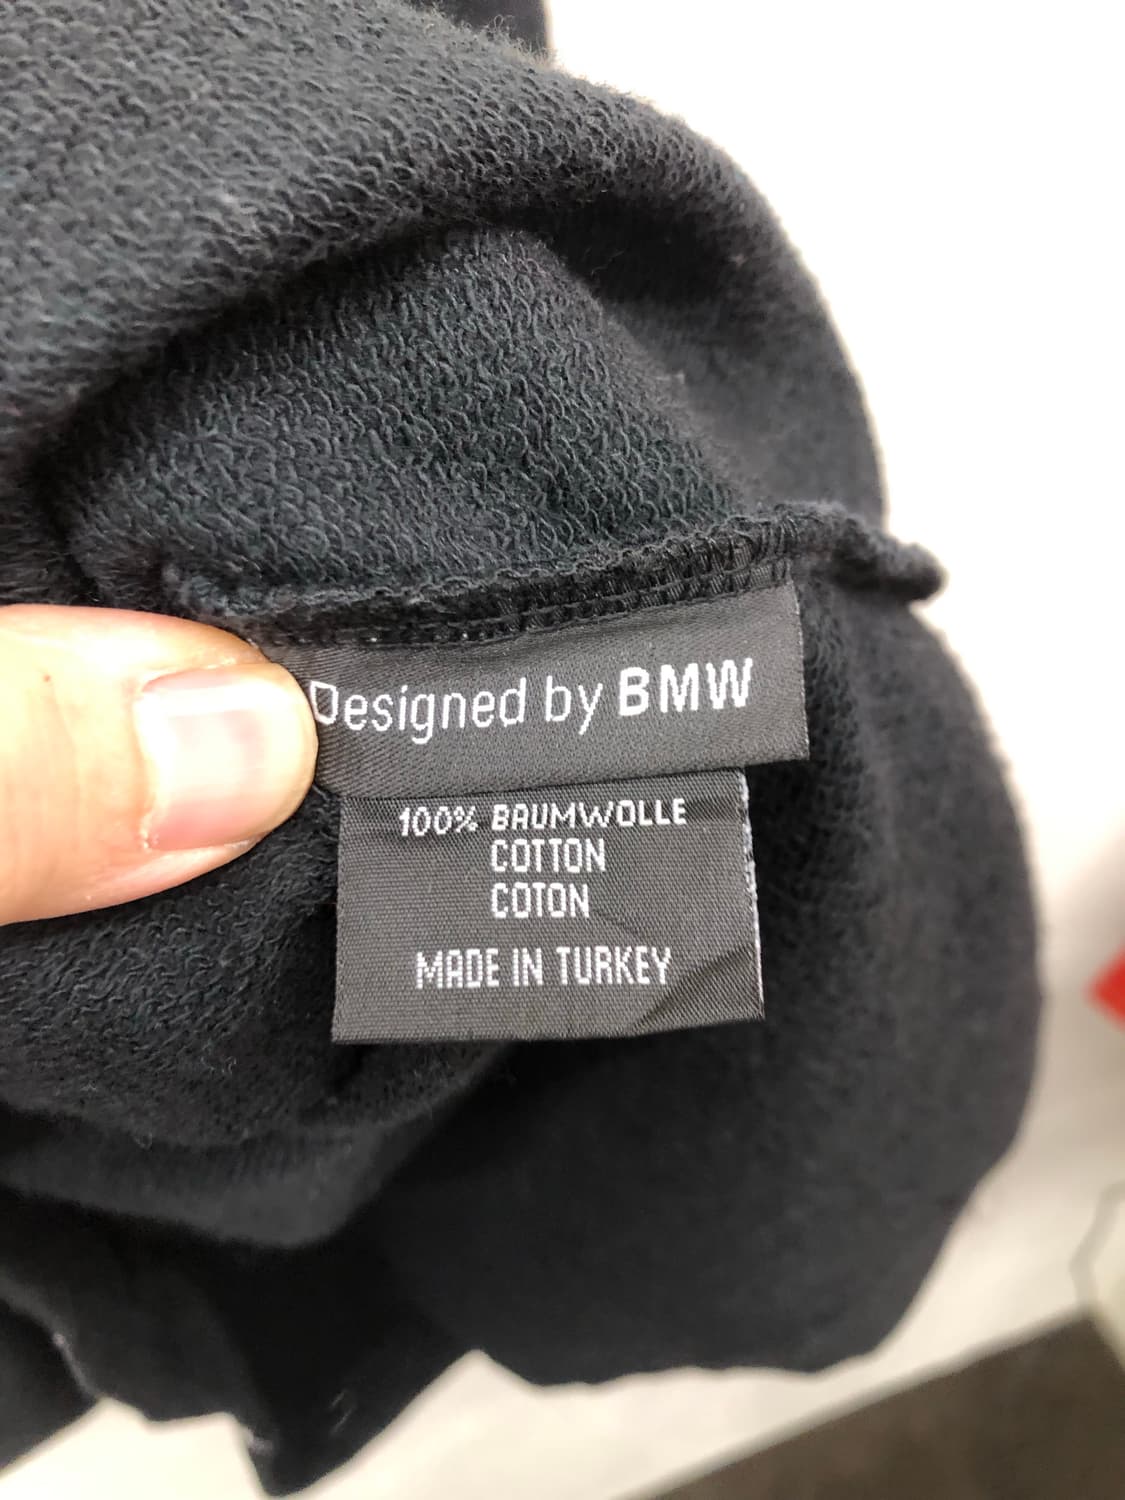 Designed by BMW
100% BAUMWOLLE
COTTON
COTON
MADE IN TURKEY